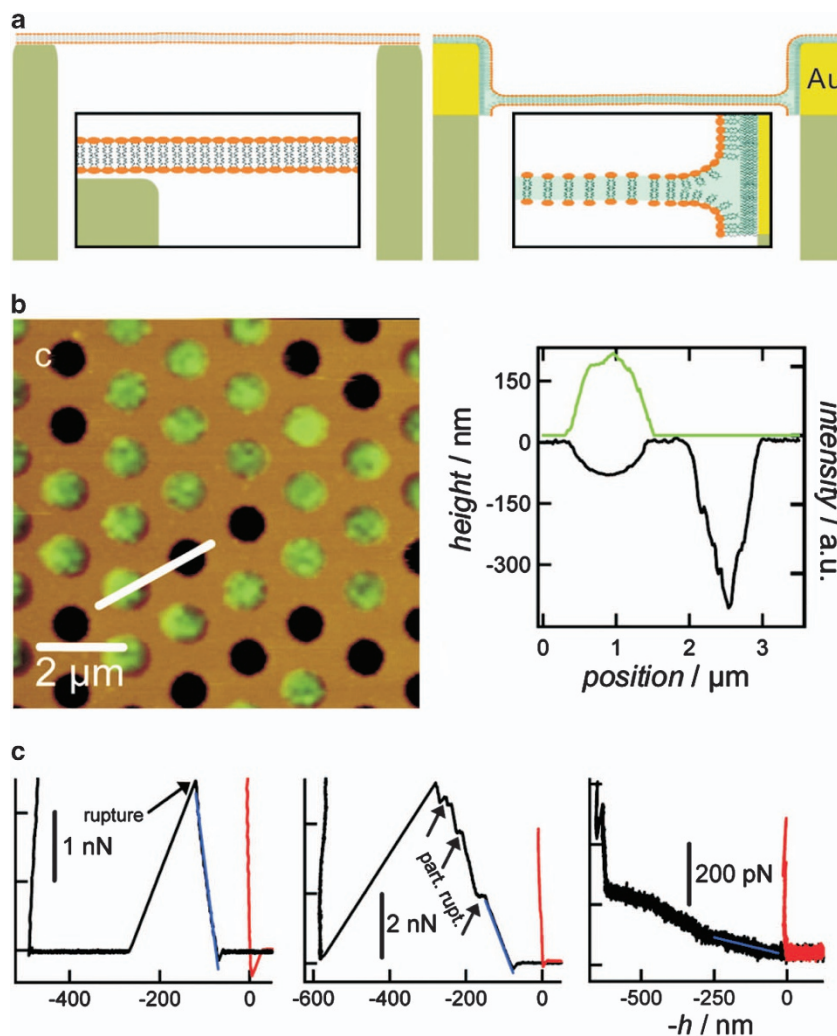 a
Au
b
c
2 μm
height / nm
150
0
-150
-300
intensity / a.u.
0
1
2
3
position / μm
c
rupture
1 nN
-400
-200
0
part. rupt.
2 nN
-600
-400
-200
0
200 pN
-500
-250
0
-h / nm